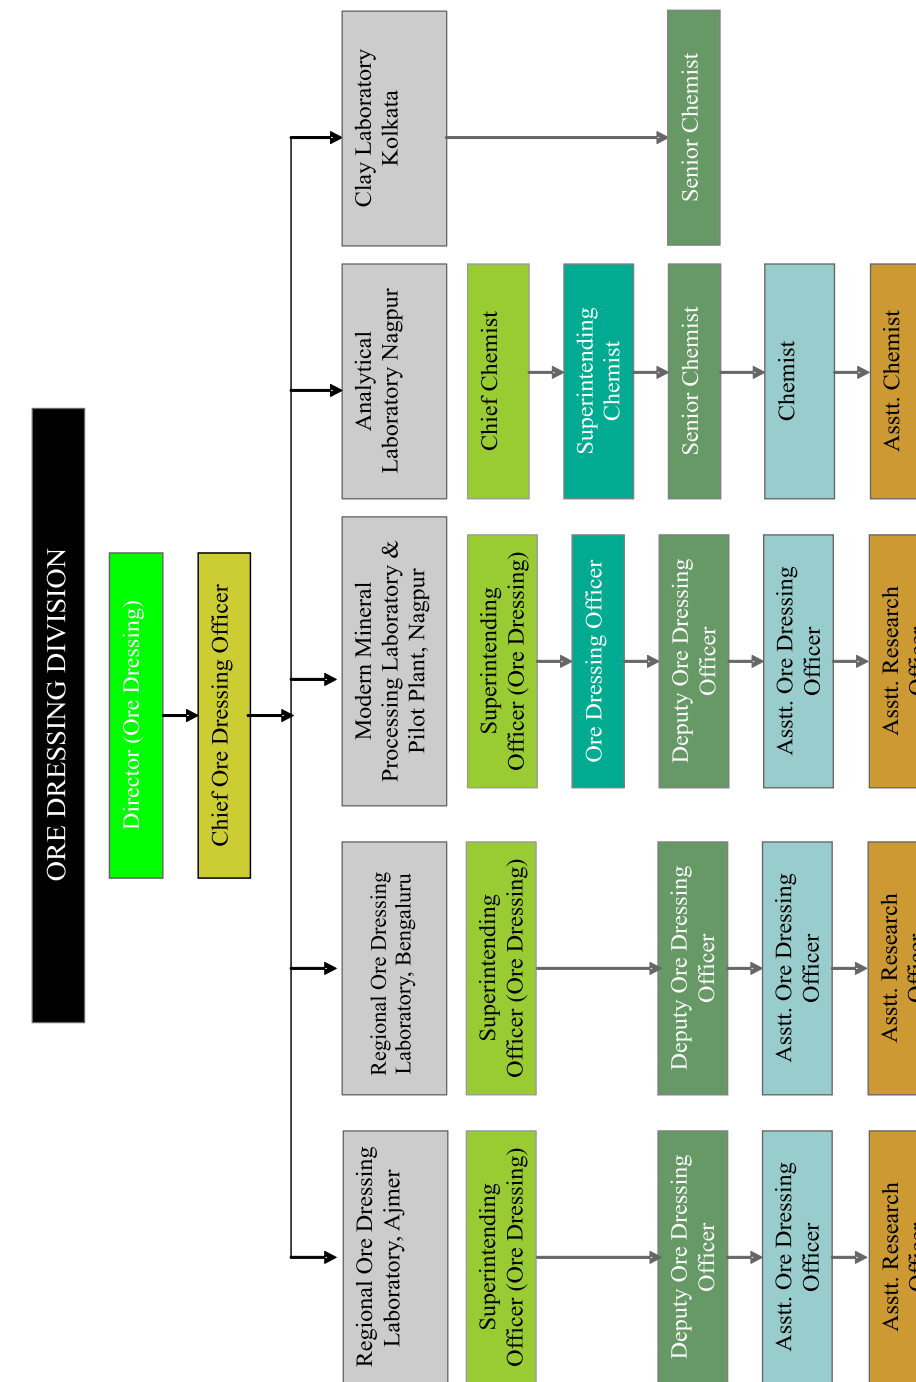 ORE DRESSING DIVISION
Director (Ore Dressing)
Chief Ore Dressing Officer
Regional Ore Dressing
Laboratory, Ajmer
Regional Ore Dressing
Laboratory, Bengaluru
Modern Mineral
Processing Laboratory &
Pilot Plant, Nagpur
Analytical
Laboratory Nagpur
Clay Laboratory
Kolkata
Superintending
Officer (Ore Dressing)
Superintending
Officer (Ore Dressing)
Superintending
Officer (Ore Dressing)
Chief Chemist
Ore Dressing Officer
Superintending
Chemist
Deputy Ore Dressing
Officer
Deputy Ore Dressing
Officer
Deputy Ore Dressing
Officer
Senior Chemist
Senior Chemist
Asstt. Ore Dressing
Officer
Asstt. Ore Dressing
Officer
Asstt. Ore Dressing
Officer
Chemist
Asstt. Research
Officer
Asstt. Research
Officer
Asstt. Research
Officer
Asstt. Chemist